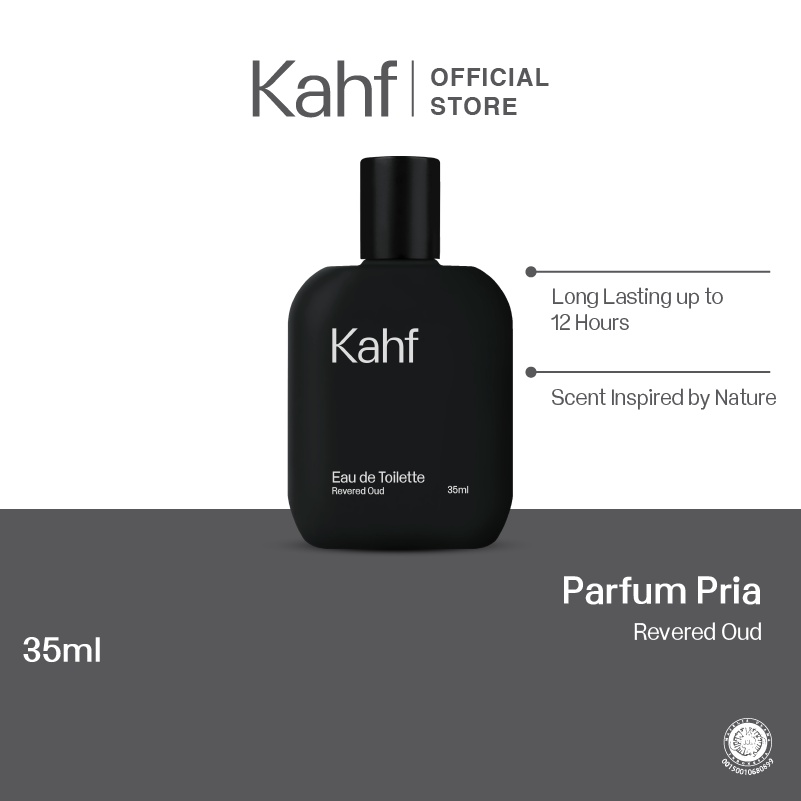 Kahf
OFFICIAL
STORE
Long Lasting up to
12 Hours
Scent Inspired by Nature
Kahf
Eau de Toilette
Revered Oud
35ml
Parfum Pria
Revered Oud
35ml